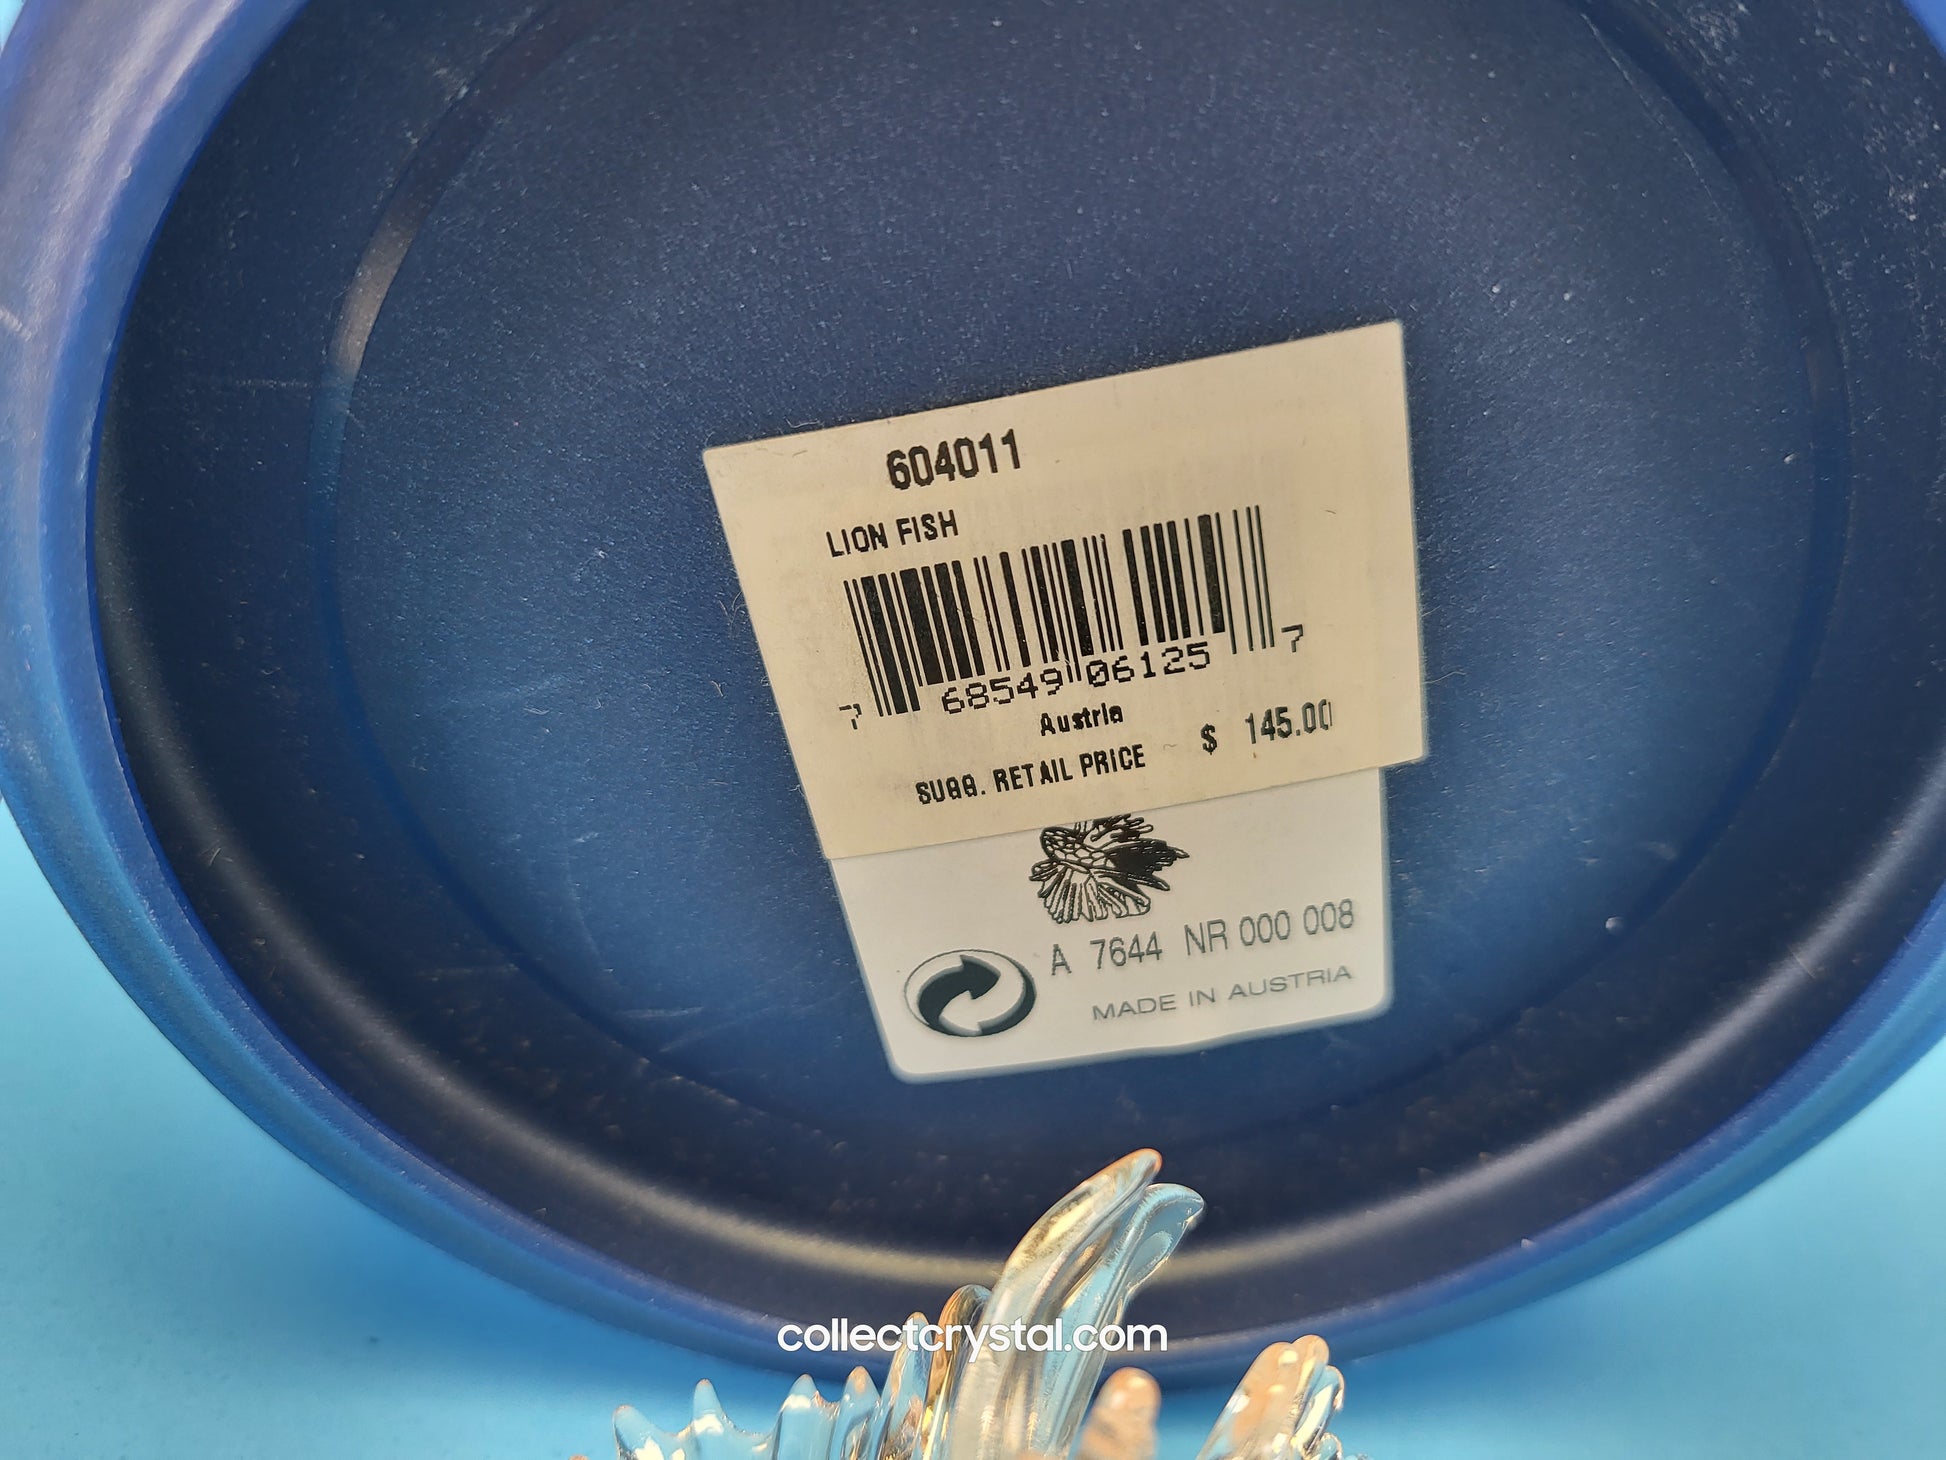 604011
LION FISH
7 68549 06125 7
Austria
SUGG. RETAIL PRICE $ 145.00
A 7644 NR 000 008
MADE IN AUSTRIA
collectcrystal.com